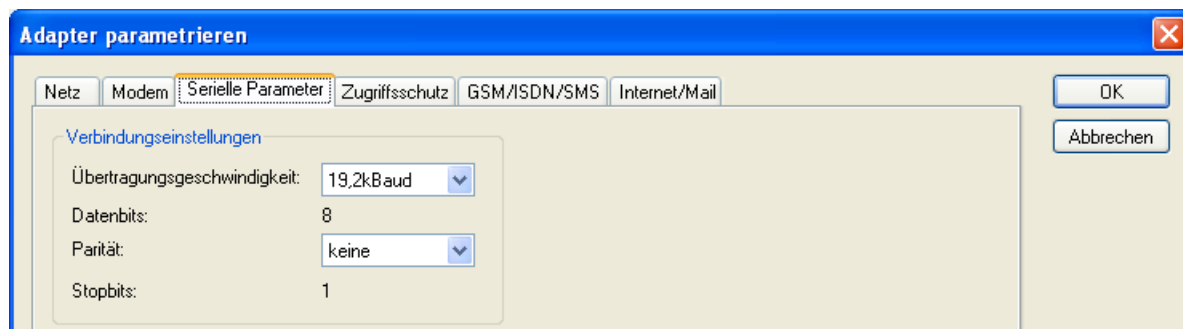 Adapter parametrieren
Netz Modem Serielle Parameter Zugriffsschutz GSM/ISDN/SMS Internet/Mail
OK
Abbrechen
Verbindungseinstellungen
Übertragungsgeschwindigkeit: 19,2kBaud
Datenbits: 8
Parität: keine
Stopbits: 1